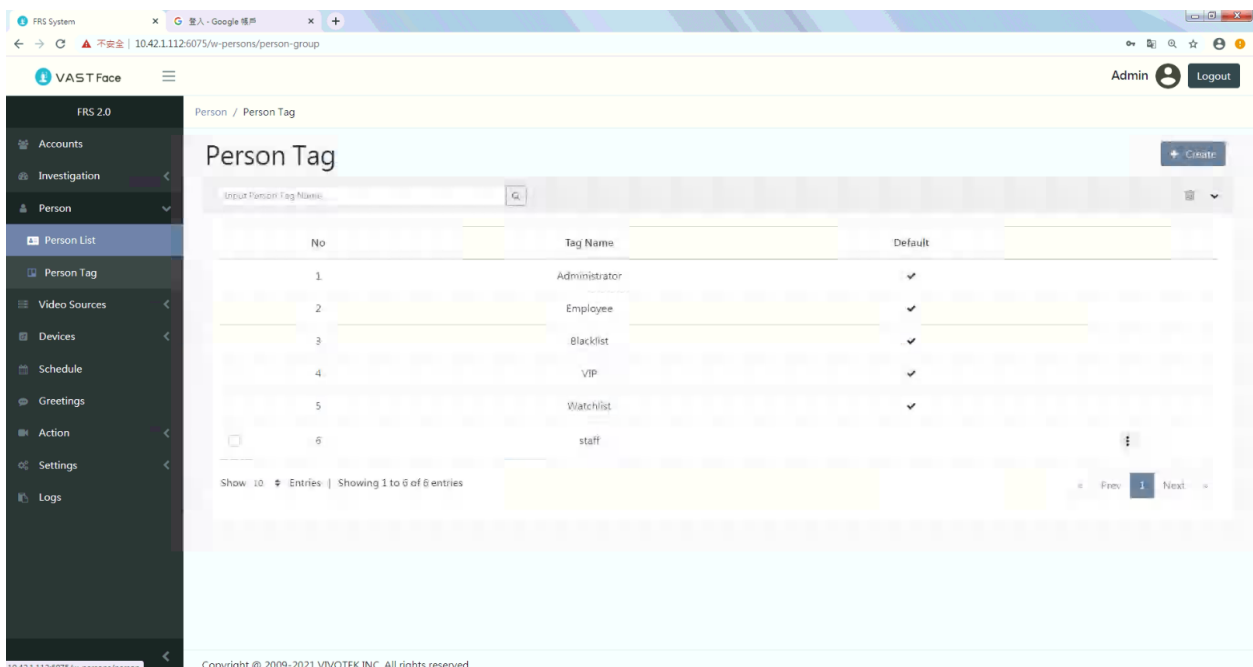 FRS System × G 登入 - Google 帳戶 × +
不安全 | 10.42.1.112:6075/w-persons/person-group
VAST Face Admin Logout
FRS 2.0 Person / Person Tag
Accounts
Investigation
Person
Person List
Person Tag
Video Sources
Devices
Schedule
Greetings
Action
Settings
Logs
Person Tag + Create
Input Person Tag Name
No Tag Name Default
1 Administrator ✔
2 Employee ✔
3 Blacklist ✔
4 VIP ✔
5 Watchlist ✔
6 staff
Show 10 Entries | Showing 1 to 6 of 6 entries « Prev 1 Next »
Copyright @ 2009-2021 VIVOTEK INC. All rights reserved